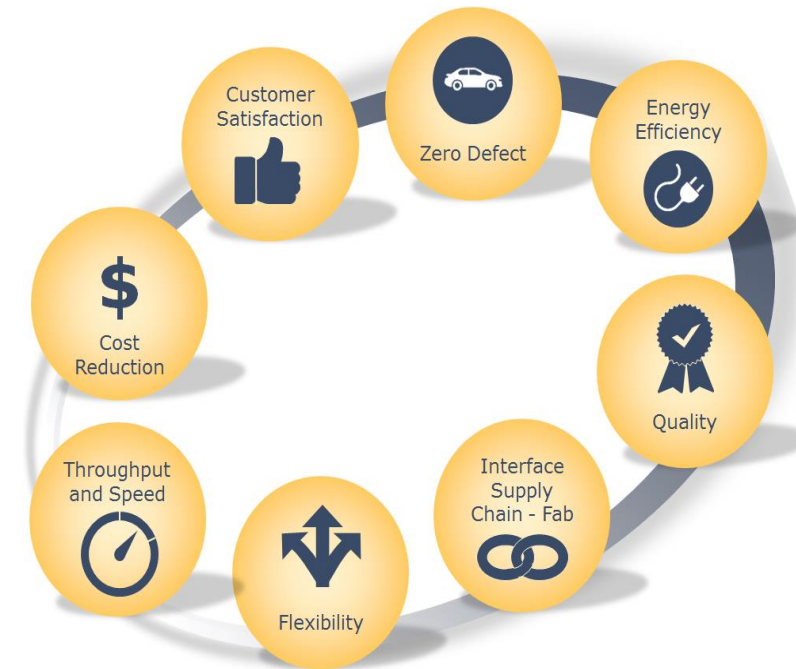 Customer
Satisfaction
Zero Defect
Energy
Efficiency
$
Cost
Reduction
Quality
Throughput
and Speed
Interface
Supply
Chain - Fab
Flexibility